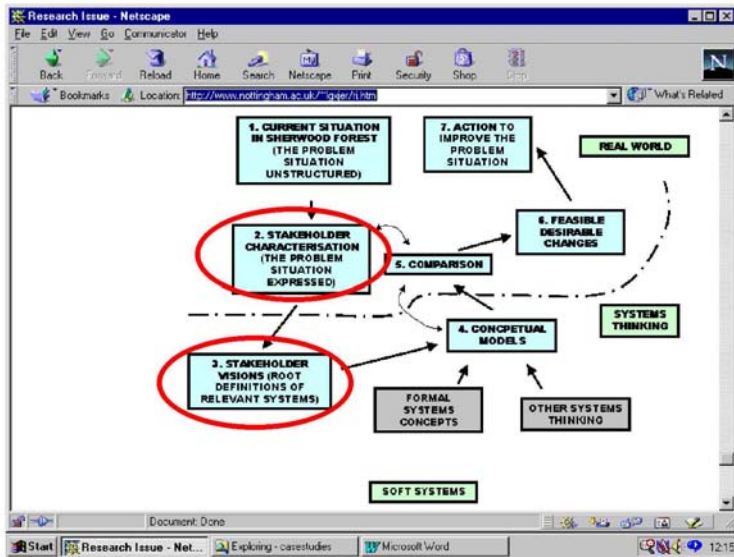 Research Issue - Netscape
File Edit View Go Communicator Help
Back Forward Reload Home Search Netscape Print Security Shop Stop
Bookmarks Location: http://www.nottingham.ac.uk/~lgxjer/ri.htm What's Related
1. CURRENT SITUATION
IN SHERWOOD FOREST
(THE PROBLEM
SITUATION
UNSTRUCTURED)
7. ACTION TO
IMPROVE THE
PROBLEM
SITUATION
REAL WORLD
2. STAKEHOLDER
CHARACTERISATION
(THE PROBLEM
SITUATION
EXPRESSED)
6. FEASIBLE
DESIRABLE
CHANGES
5. COMPARISON
SYSTEMS
THINKING
4. CONCPETUAL
MODELS
3. STAKEHOLDER
VISIONS (ROOT
DEFINITIONS OF
RELEVANT SYSTEMS)
FORMAL
SYSTEMS
CONCEPTS
OTHER SYSTEMS
THINKING
SOFT SYSTEMS
Document: Done
Start Research Issue - Net... Exploring - casestudies Microsoft Word 12:15